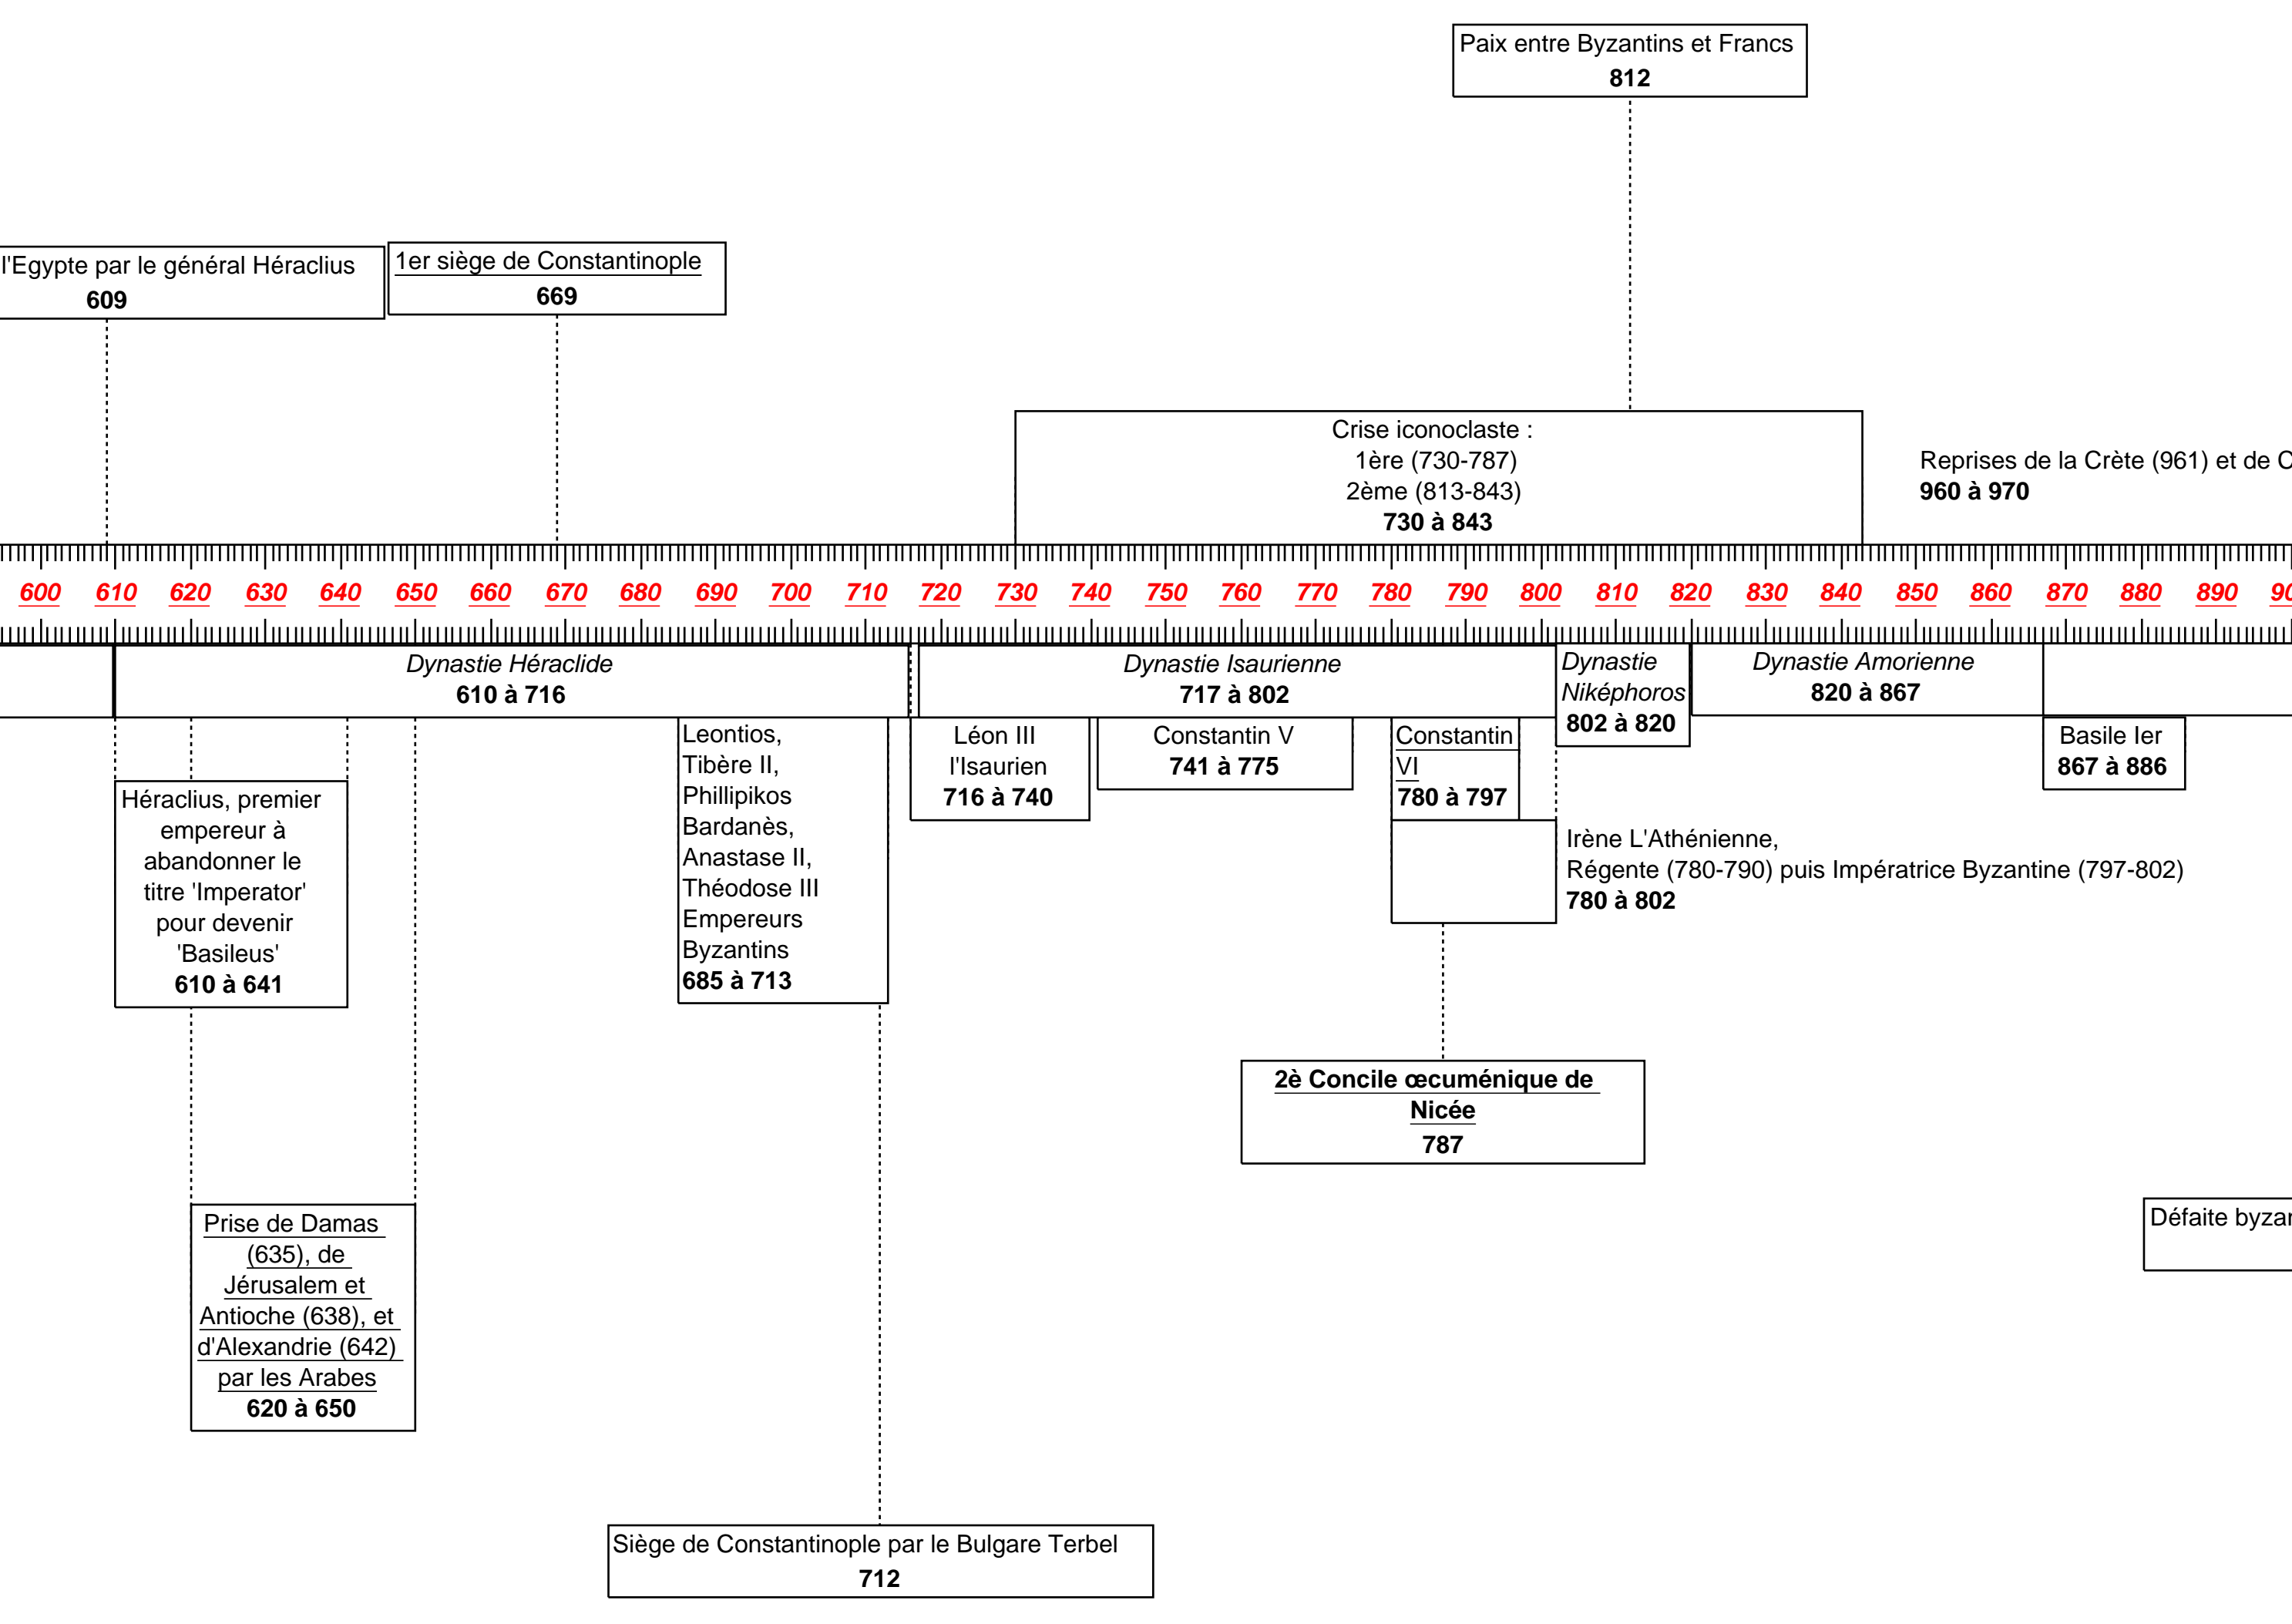 Paix entre Byzantins et Francs
812
l'Egypte par le général Héraclius
609
1er siège de Constantinople
669
Crise iconoclaste :
1ère (730-787)
2ème (813-843)
730 à 843
Reprises de la Crète (961) et de C
960 à 970
600 610 620 630 640 650 660 670 680 690 700 710 720 730 740 750 760 770 780 790 800 810 820 830 840 850 860 870 880 890 90
Dynastie Héraclide
610 à 716
Dynastie Isaurienne
717 à 802
Dynastie
Niképhoros
802 à 820
Dynastie Amorienne
820 à 867
Héraclius, premier
empereur à
abandonner le
titre 'Imperator'
pour devenir
'Basileus'
610 à 641
Leontios,
Tibère II,
Phillipikos
Bardanès,
Anastase II,
Théodose III
Empereurs
Byzantins
685 à 713
Léon III
l'Isaurien
716 à 740
Constantin V
741 à 775
Constantin
VI
780 à 797
Basile Ier
867 à 886
Irène L'Athénienne,
Régente (780-790) puis Impératrice Byzantine (797-802)
780 à 802
2è Concile œcuménique de
Nicée
787
Prise de Damas
(635), de
Jérusalem et
Antioche (638), et
d'Alexandrie (642)
par les Arabes
620 à 650
Défaite byza
Siège de Constantinople par le Bulgare Terbel
712